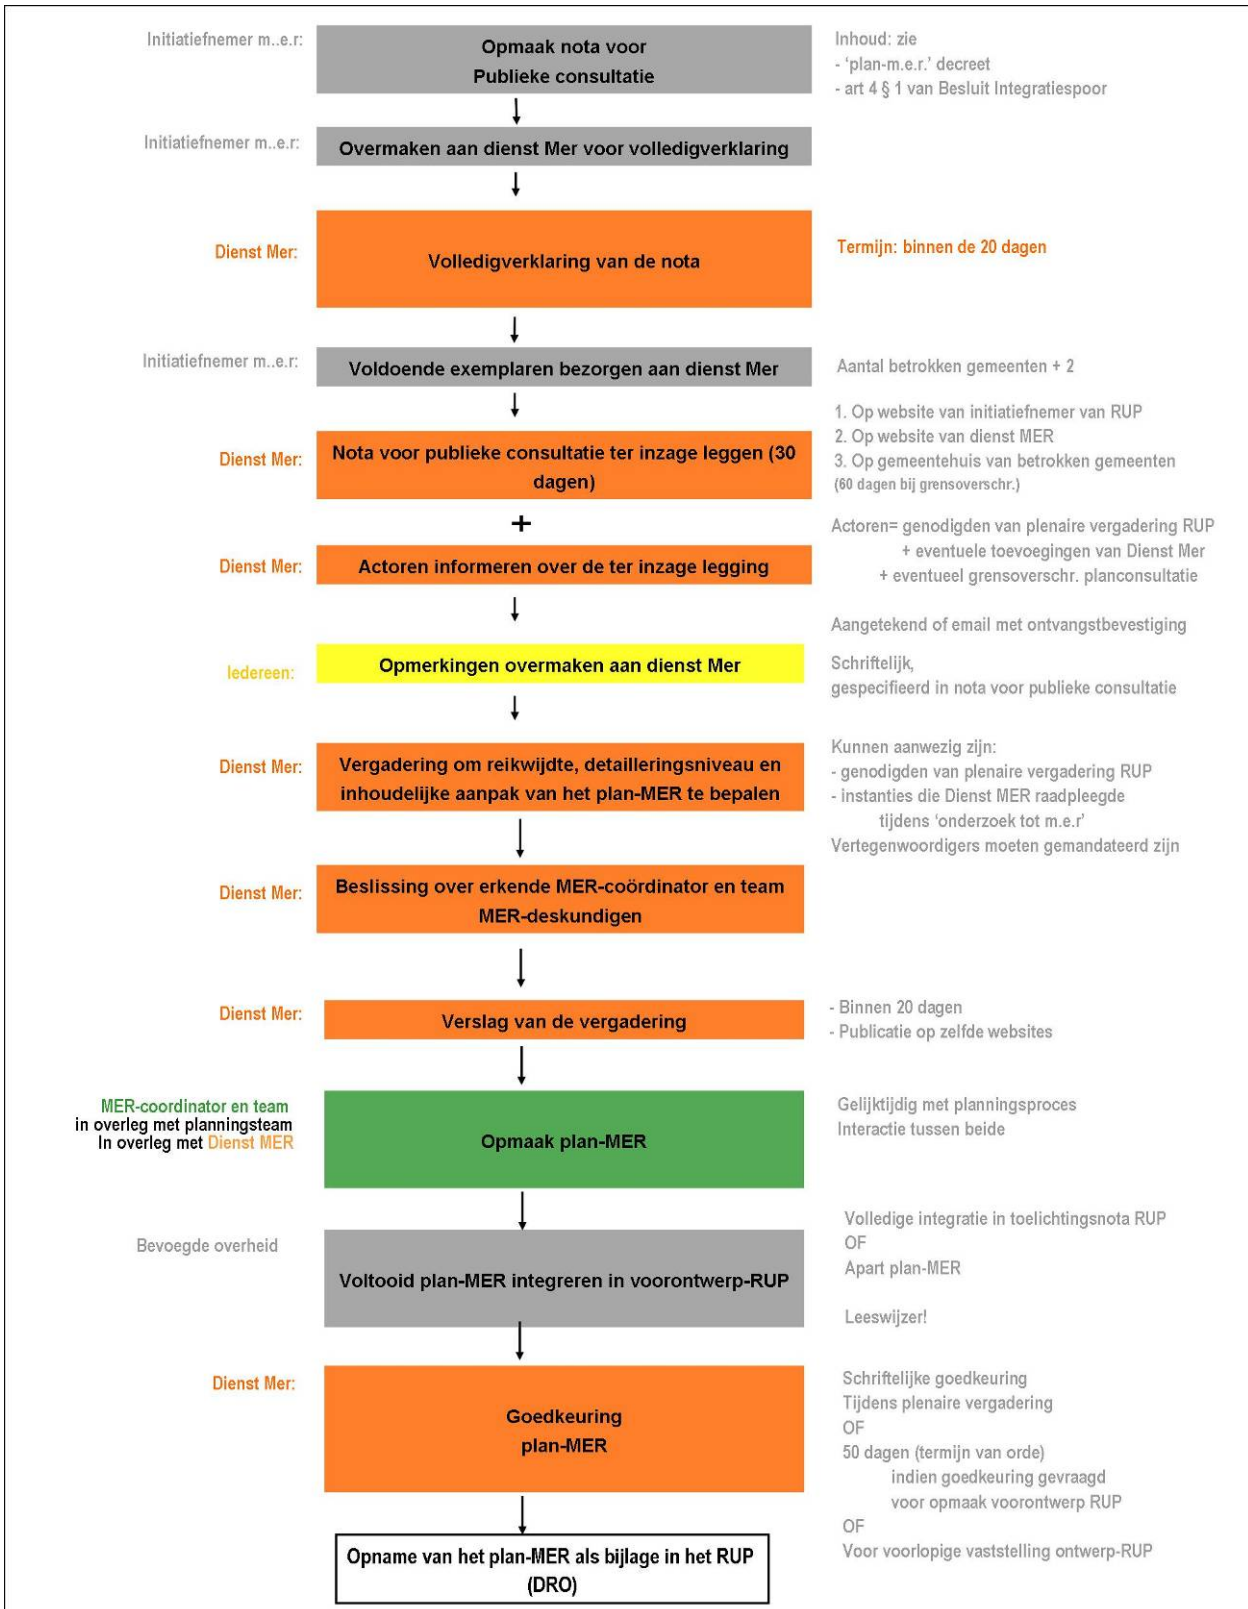 Initiatiefnemer m..e.r:
Opmaak nota voor
Publieke consultatie
Inhoud: zie
- ‘plan-m.e.r.’ decreet
- art 4 § 1 van Besluit Integratiespoor
Initiatiefnemer m..e.r:
Overmaken aan dienst Mer voor volledigverklaring
Dienst Mer:
Volledigverklaring van de nota
Termijn: binnen de 20 dagen
Initiatiefnemer m..e.r:
Voldoende exemplaren bezorgen aan dienst Mer
Aantal betrokken gemeenten + 2
Dienst Mer:
Nota voor publieke consultatie ter inzage leggen (30
dagen)
1. Op website van initiatiefnemer van RUP
2. Op website van dienst MER
3. Op gemeentehuis van betrokken gemeenten
(60 dagen bij grensoverschr.)
+
Dienst Mer:
Actoren informeren over de ter inzage legging
Actoren= genodigden van plenaire vergadering RUP
+ eventuele toevoegingen van Dienst Mer
+ eventueel grensoverschr. planconsultatie
Aangetekend of email met ontvangstbevestiging
Iedereen:
Opmerkingen overmaken aan dienst Mer
Schriftelijk,
gespecifieerd in nota voor publieke consultatie
Dienst Mer:
Vergadering om reikwijdte, detailleringsniveau en
inhoudelijke aanpak van het plan-MER te bepalen
Kunnen aanwezig zijn:
- genodigden van plenaire vergadering RUP
- instanties die Dienst MER raadpleegde
tijdens ‘onderzoek tot m.e.r’
Vertegenwoordigers moeten gemandateerd zijn
Dienst Mer:
Beslissing over erkende MER-coördinator en team
MER-deskundigen
Dienst Mer:
Verslag van de vergadering
- Binnen 20 dagen
- Publicatie op zelfde websites
MER-coordinator en team
in overleg met planningsteam
In overleg met Dienst MER
Opmaak plan-MER
Gelijktijdig met planningsproces
Interactie tussen beide
Bevoegde overheid
Voltooid plan-MER integreren in voorontwerp-RUP
Volledige integratie in toelichtingsnota RUP
OF
Apart plan-MER
Leeswijzer!
Dienst Mer:
Goedkeuring
plan-MER
Schriftelijke goedkeuring
Tijdens plenaire vergadering
OF
50 dagen (termijn van orde)
indien goedkeuring gevraagd
voor opmaak voorontwerp RUP
OF
Voor voorlopige vaststelling ontwerp-RUP
Opname van het plan-MER als bijlage in het RUP
(DRO)